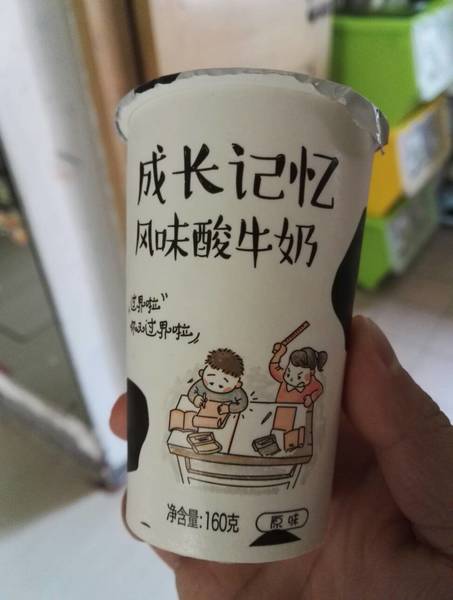 成长记忆
风味酸牛奶
过界啦"
你又过界啦"
净含量:160克
原味